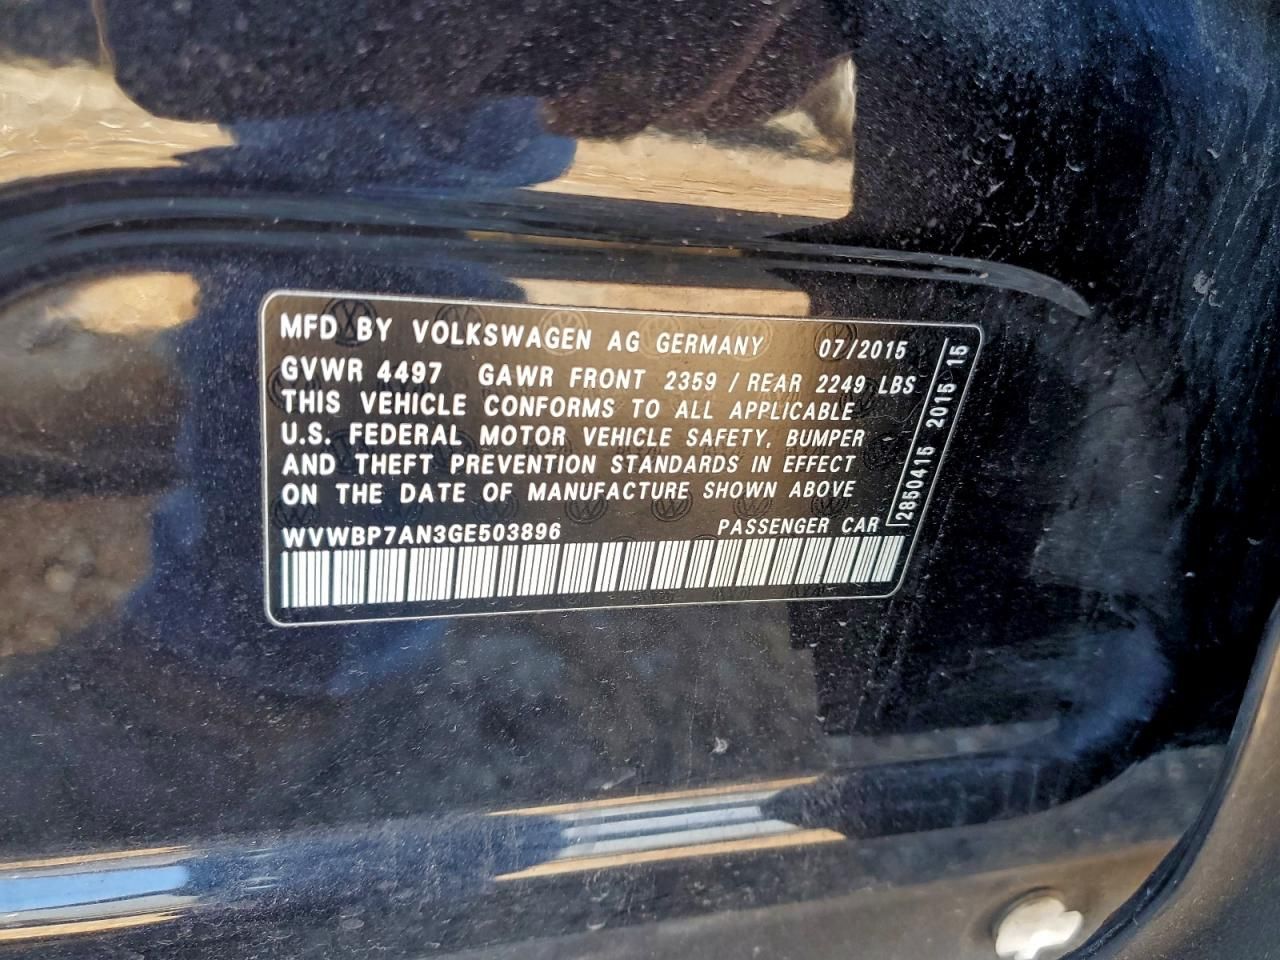 MFD BY VOLKSWAGEN AG GERMANY 07/2015
GVWR 4497 GAWR FRONT 2359 / REAR 2249 LBS
THIS VEHICLE CONFORMS TO ALL APPLICABLE
U.S. FEDERAL MOTOR VEHICLE SAFETY, BUMPER
AND THEFT PREVENTION STANDARDS IN EFFECT
ON THE DATE OF MANUFACTURE SHOWN ABOVE
WVWBP7AN3GE503896 PASSENGER CAR
2850415 2015 15